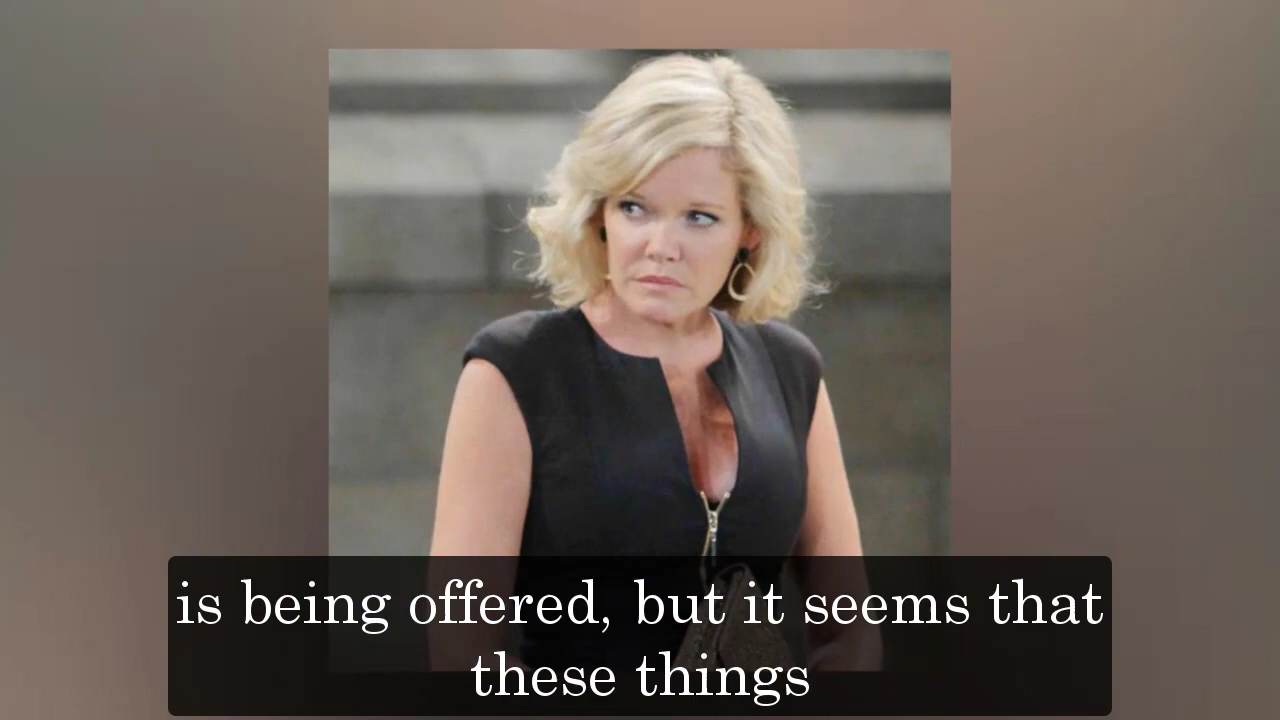 is being offered, but it seems that
these things